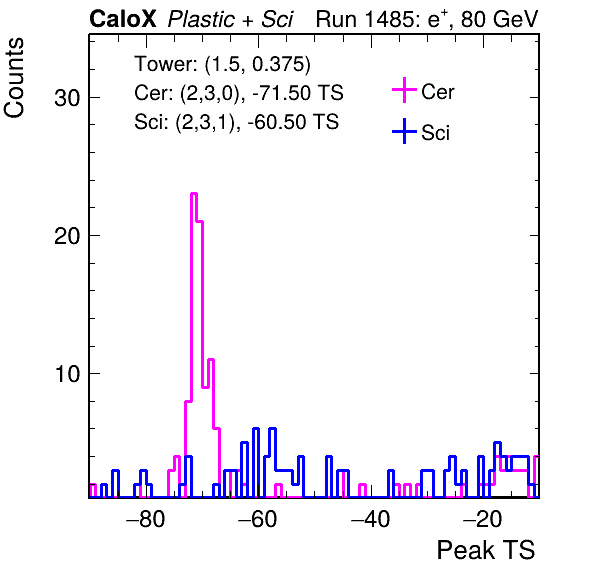 CaloX Plastic + Sci Run 1485: e+, 80 GeV
Counts
Tower: (1.5, 0.375)
Cer: (2,3,0), -71.50 TS
Sci: (2,3,1), -60.50 TS
Cer
Sci
30
20
10
−80 −60 −40 −20
Peak TS